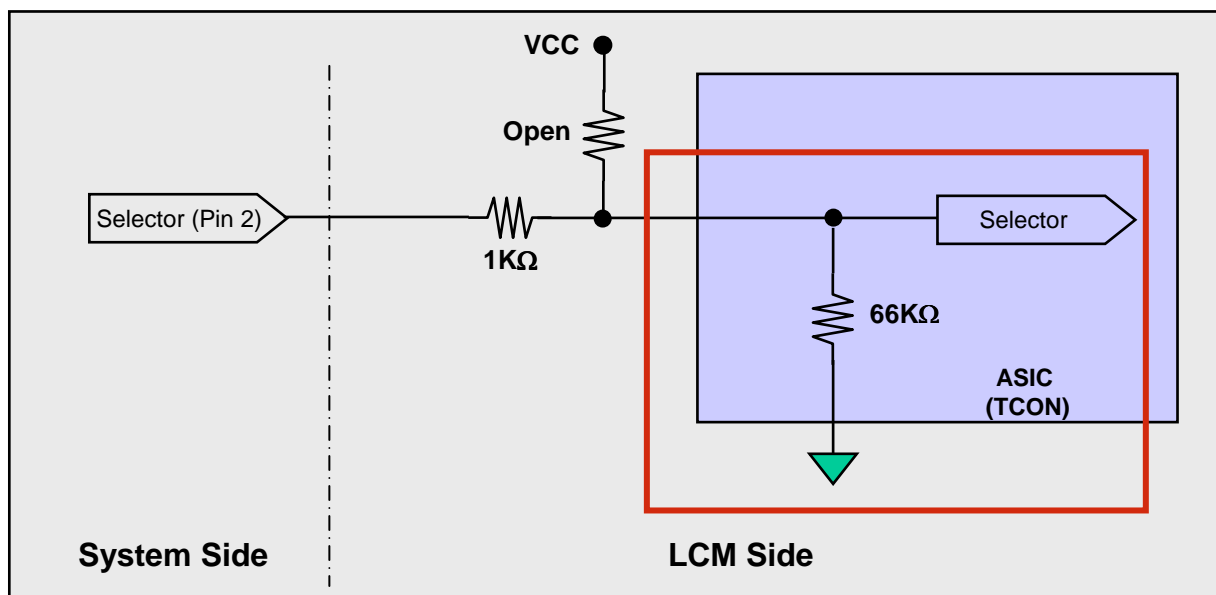 VCC
Open
Selector (Pin 2)
Selector
1KΩ
66KΩ
ASIC
(TCON)
System Side
LCM Side